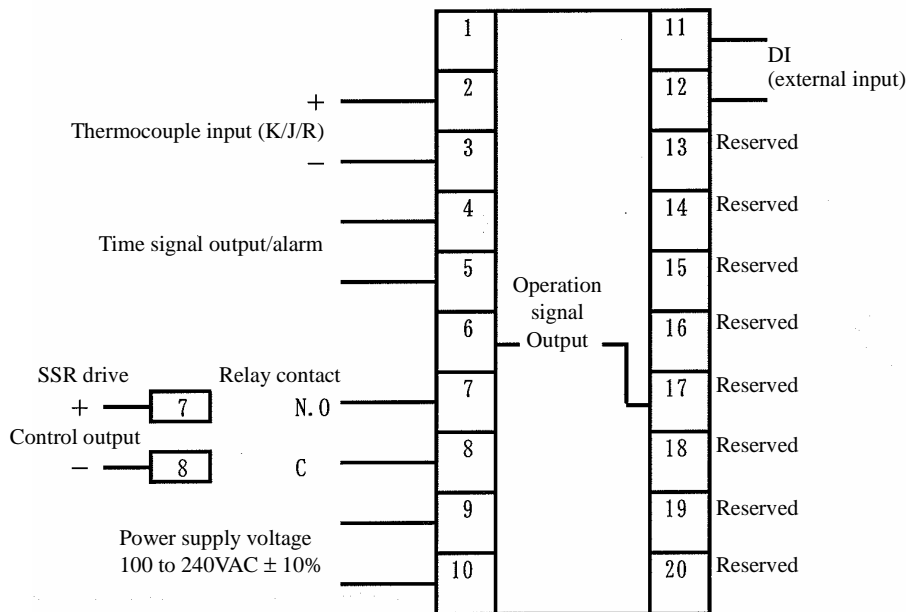 1
11
DI
(external input)
2
12
+
Thermocouple input (K/J/R)
−
3
13
Reserved
4
14
Reserved
Time signal output/alarm
5
15
Reserved
Operation
signal
Output
6
16
Reserved
SSR drive
Relay contact
+
7
N.O
7
17
Reserved
Control output
−
8
C
8
18
Reserved
9
19
Reserved
Power supply voltage
100 to 240VAC ± 10%
10
20
Reserved